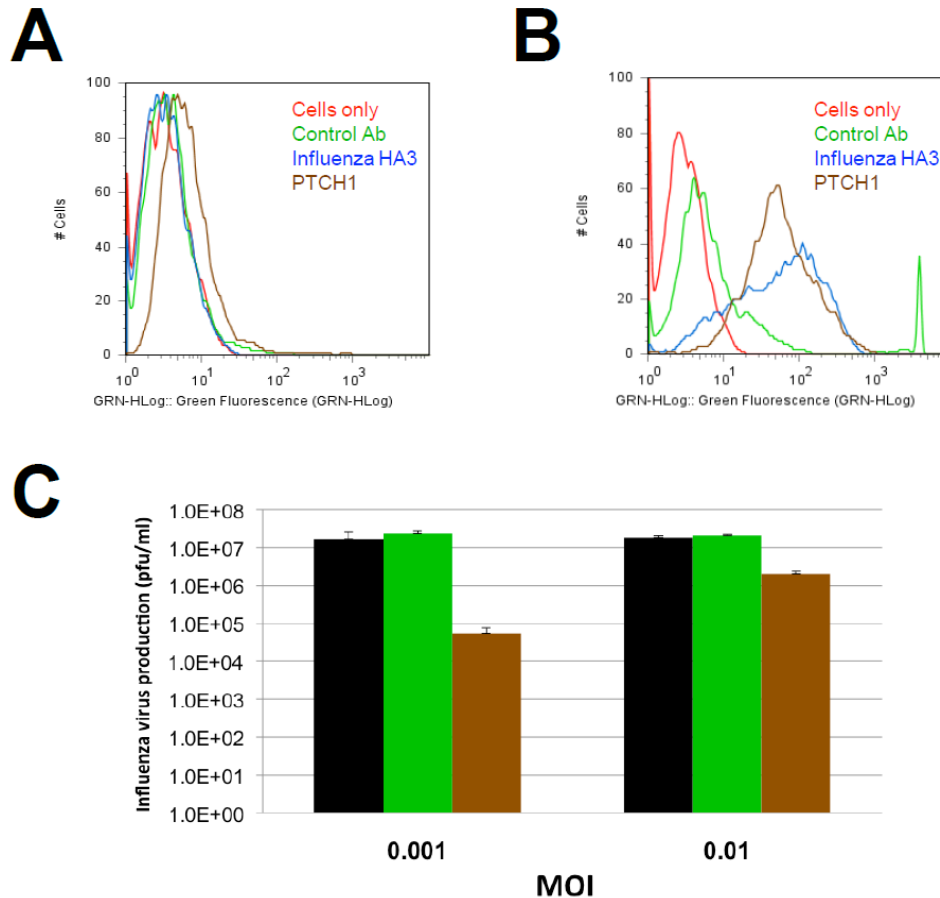 A
B
100
80
60
40
20
0
# Cells
Cells only
Control Ab
Influenza HA3
PTCH1
10^0
10^1
10^2
10^3
GRN-HLog:: Green Fluorescence (GRN-HLog)
100
80
60
40
20
0
# Cells
Cells only
Control Ab
Influenza HA3
PTCH1
10^0
10^1
10^2
10^3
GRN-HLog:: Green Fluorescence (GRN-HLog)
C
Influenza virus production (pfu/ml)
1.0E+08
1.0E+07
1.0E+06
1.0E+05
1.0E+04
1.0E+03
1.0E+02
1.0E+01
1.0E+00
0.001
0.01
MOI